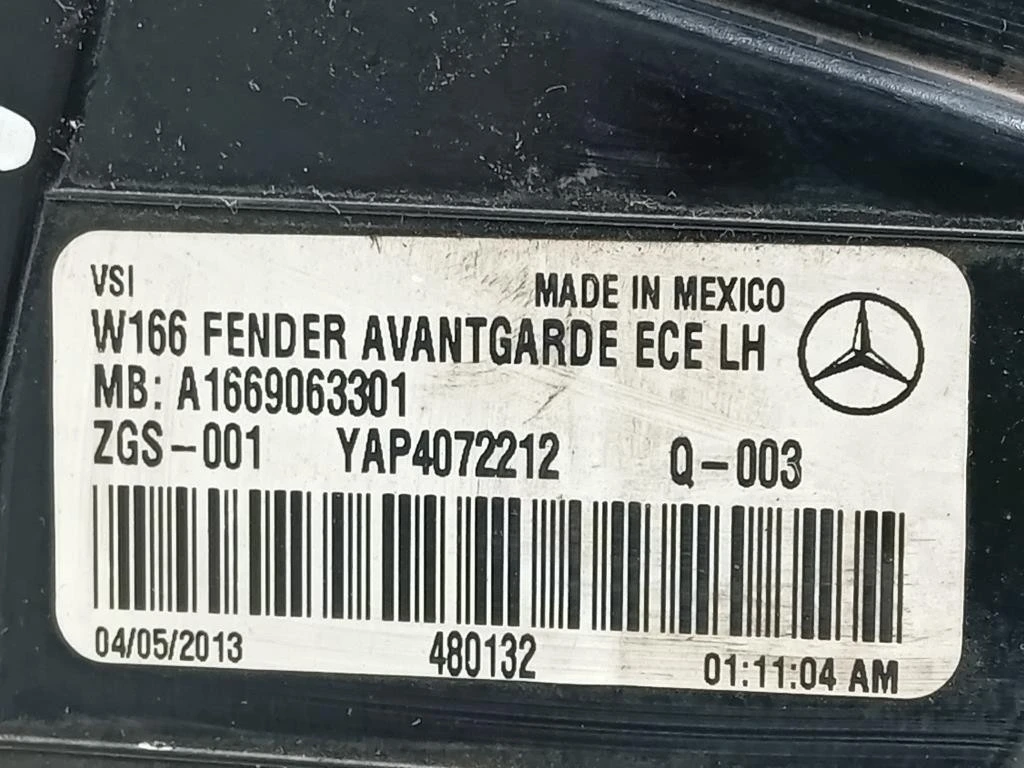 VSI
MADE IN MEXICO
W166 FENDER AVANTGARDE ECE LH
MB: A1669063301
ZGS-001 YAP4072212 Q-003
04/05/2013 480132 01:11:04 AM